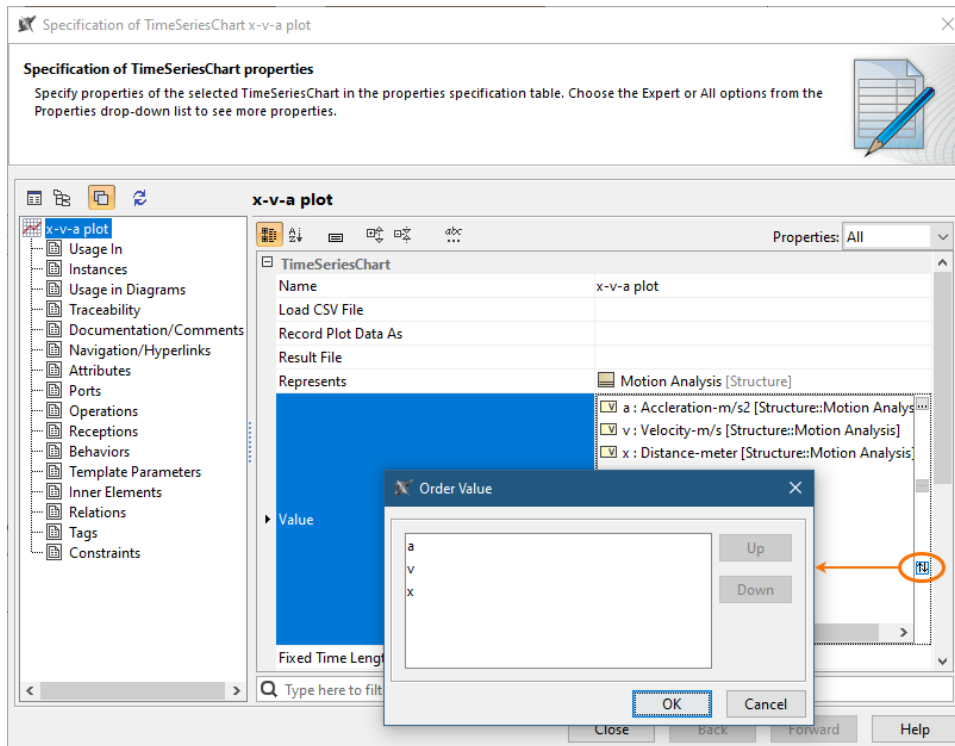 Specification of TimeSeriesChart x-v-a plot
Specification of TimeSeriesChart properties
Specify properties of the selected TimeSeriesChart in the properties specification table. Choose the Expert or All options from the
Properties drop-down list to see more properties.
x-v-a plot
x-v-a plot
Usage In
Instances
Usage in Diagrams
Traceability
Documentation/Comments
Navigation/Hyperlinks
Attributes
Ports
Operations
Receptions
Behaviors
Template Parameters
Inner Elements
Relations
Tags
Constraints
abc
Properties: All
TimeSeriesChart
Name x-v-a plot
Load CSV File
Record Plot Data As
Result File
Represents Motion Analysis [Structure]
Value
V a : Accleration-m/s2 [Structure::Motion Analys
V v : Velocity-m/s [Structure::Motion Analysis]
V x : Distance-meter [Structure::Motion Analysis]
Order Value
a
v
x
Up
Down
OK Cancel
Fixed Time Lengt
Type here to filt
Close Back Forward Help